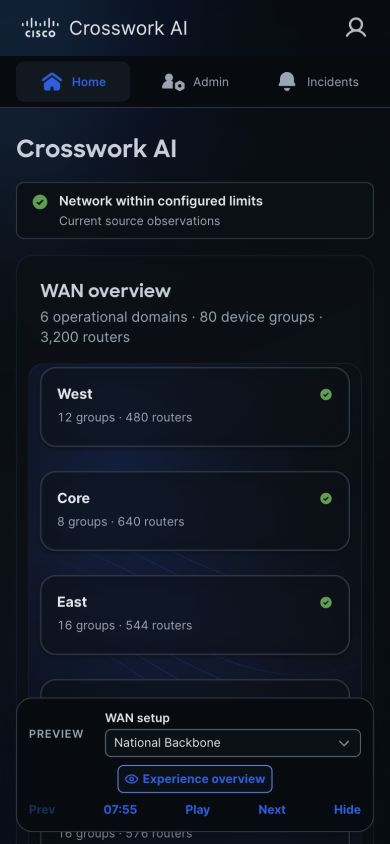 CISCO
Crosswork AI
Home
Admin
Incidents
Crosswork AI
Network within configured limits
Current source observations
WAN overview
6 operational domains · 80 device groups ·
3,200 routers
West
12 groups · 480 routers
Core
8 groups · 640 routers
East
16 groups · 544 routers
PREVIEW
WAN setup
National Backbone
Experience overview
Prev
07:55
Play
Next
Hide
16 groups · 576 routers